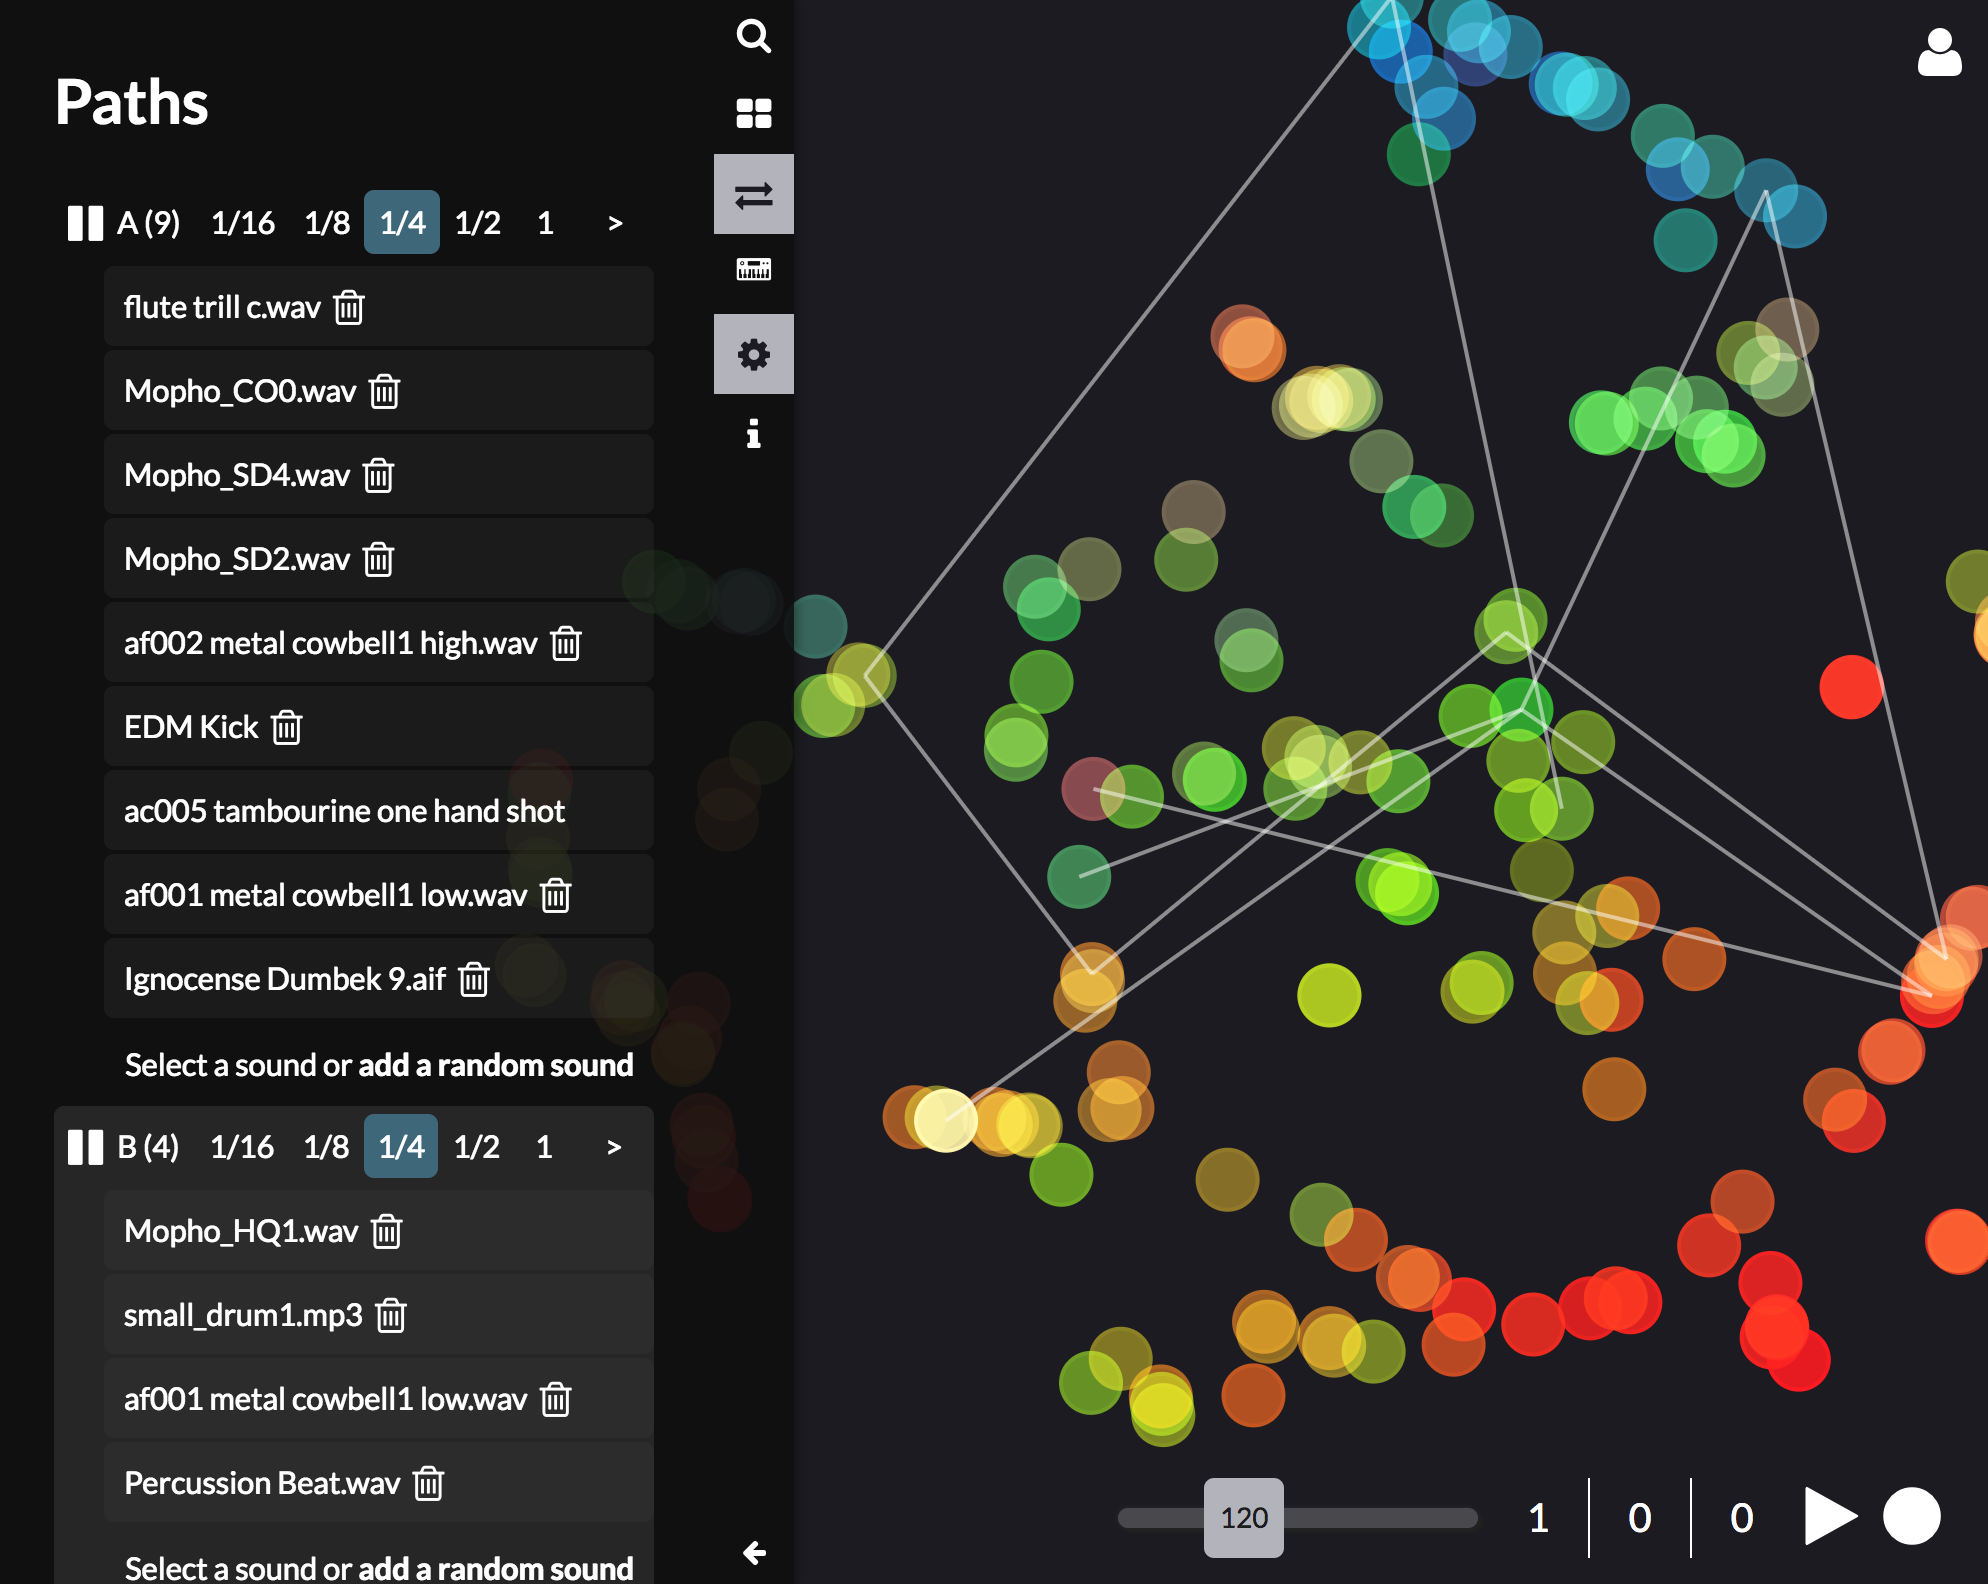 Paths
A (9) 1/16 1/8 1/4 1/2 1 >
flute trill c.wav
Mopho_CO0.wav
Mopho_SD4.wav
Mopho_SD2.wav
af002 metal cowbell1 high.wav
EDM Kick
ac005 tambourine one hand shot
af001 metal cowbell1 low.wav
Ignocense Dumbek 9.aif
Select a sound or add a random sound
B (4) 1/16 1/8 1/4 1/2 1 >
Mopho_HQ1.wav
small_drum1.mp3
af001 metal cowbell1 low.wav
Percussion Beat.wav
Select a sound or add a random sound
120 1 0 0